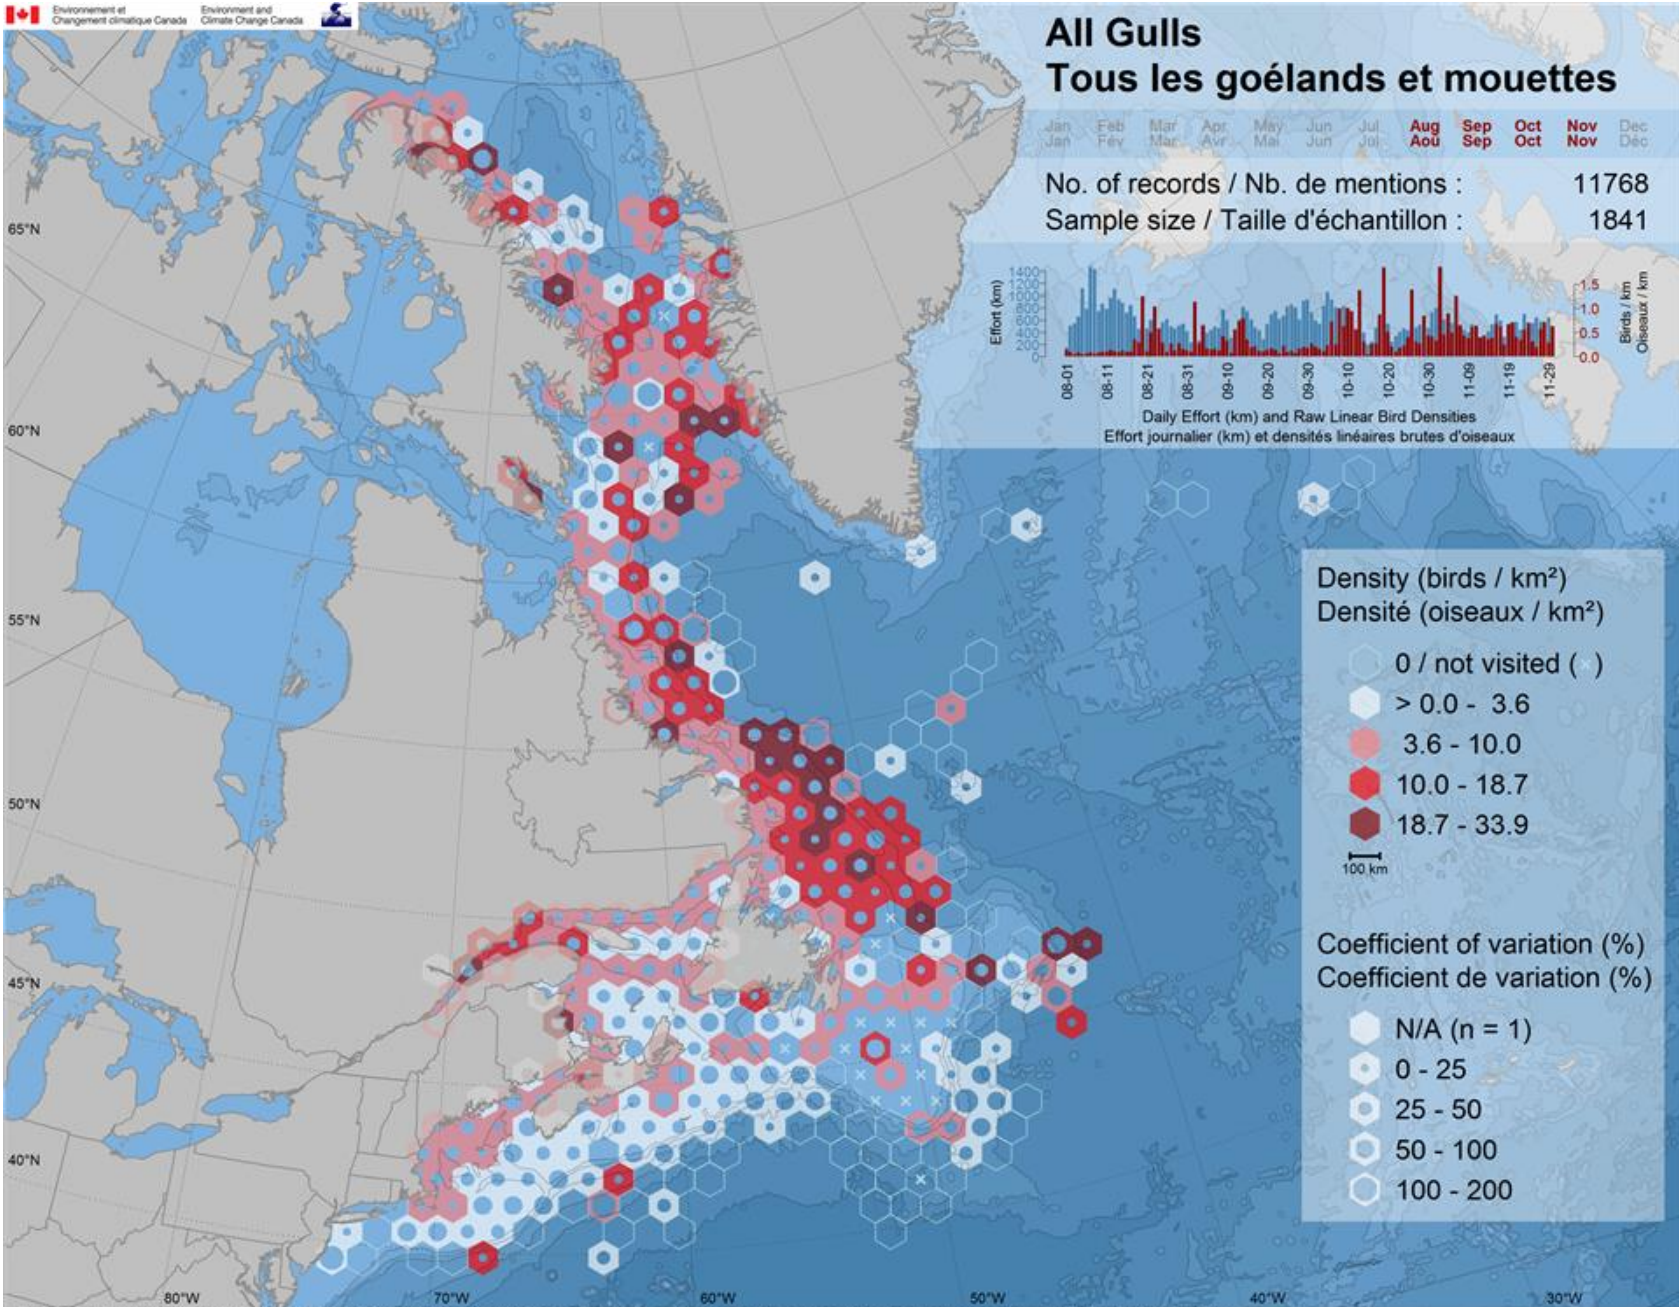 Environnement et
Changement climatique Canada
Environment and
Climate Change Canada
All Gulls
Tous les goélands et mouettes
Jan Feb Mar Apr May Jun Jul Aug Sep Oct Nov Dec
Jan Fév Mar Avr Mai Jun Jul Aou Sep Oct Nov Déc
No. of records / Nb. de mentions : 11768
Sample size / Taille d'échantillon : 1841
Effort (km)
1400
1200
1000
800
600
400
200
0
1.5
1.0
0.5
0.0
Birds / km
Oiseaux / km
08-01 08-11 08-21 08-31 09-10 09-20 09-30 10-10 10-20 10-30 11-09 11-19 11-29
Daily Effort (km) and Raw Linear Bird Densities
Effort journalier (km) et densités linéaires brutes d'oiseaux
65°N
60°N
55°N
50°N
45°N
40°N
Density (birds / km²)
Densité (oiseaux / km²)
0 / not visited (×)
> 0.0 - 3.6
3.6 - 10.0
10.0 - 18.7
18.7 - 33.9
100 km
Coefficient of variation (%)
Coefficient de variation (%)
N/A (n = 1)
0 - 25
25 - 50
50 - 100
100 - 200
80°W 70°W 60°W 50°W 40°W 30°W